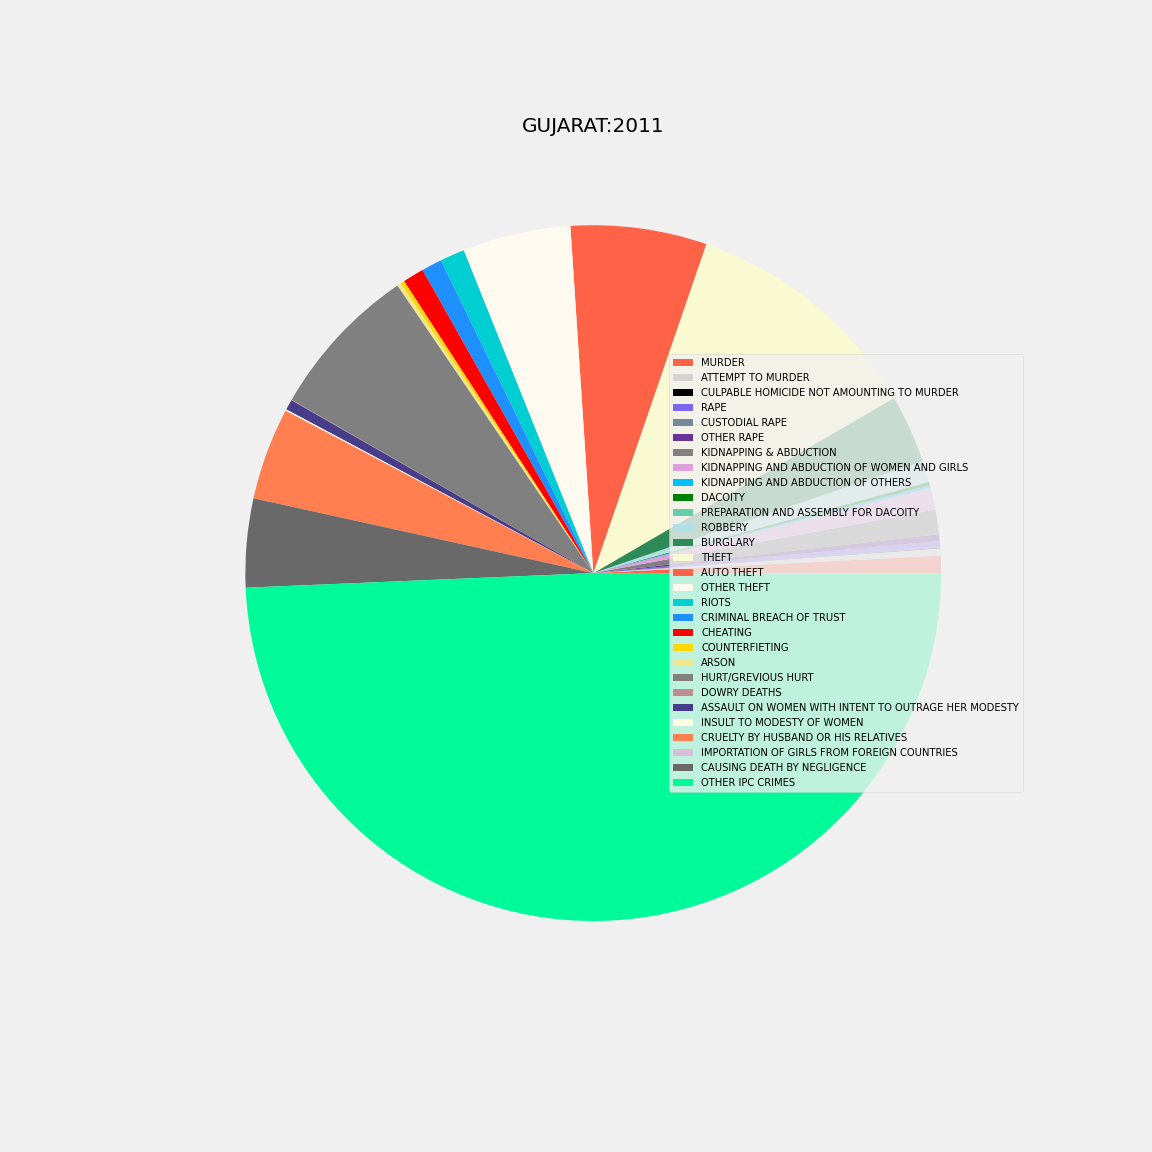 GUJARAT:2011
MURDER
ATTEMPT TO MURDER
CULPABLE HOMICIDE NOT AMOUNTING TO MURDER
RAPE
CUSTODIAL RAPE
OTHER RAPE
KIDNAPPING & ABDUCTION
KIDNAPPING AND ABDUCTION OF WOMEN AND GIRLS
KIDNAPPING AND ABDUCTION OF OTHERS
DACOITY
PREPARATION AND ASSEMBLY FOR DACOITY
ROBBERY
BURGLARY
THEFT
AUTO THEFT
OTHER THEFT
RIOTS
CRIMINAL BREACH OF TRUST
CHEATING
COUNTERFIETING
ARSON
HURT/GREVIOUS HURT
DOWRY DEATHS
ASSAULT ON WOMEN WITH INTENT TO OUTRAGE HER MODESTY
INSULT TO MODESTY OF WOMEN
CRUELTY BY HUSBAND OR HIS RELATIVES
IMPORTATION OF GIRLS FROM FOREIGN COUNTRIES
CAUSING DEATH BY NEGLIGENCE
OTHER IPC CRIMES